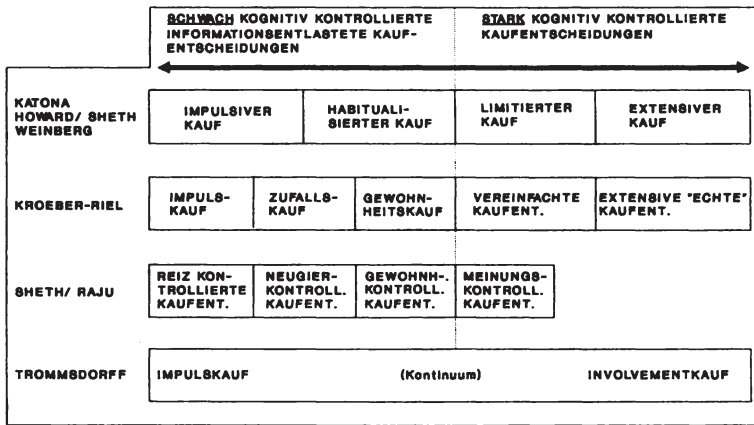 SCHWACH KOGNITIV KONTROLLIERTE
INFORMATIONSENTLASTETE KAUF-
ENTSCHEIDUNGEN
STARK KOGNITIV KONTROLLIERTE
KAUFENTSCHEIDUNGEN
KATONA
HOWARD/ SHETH
WEINBERG
IMPULSIVER
KAUF
HABITUALI-
SIERTER KAUF
LIMITIERTER
KAUF
EXTENSIVER
KAUF
KROEBER-RIEL
IMPULS-
KAUF
ZUFALLS-
KAUF
GEWOHN-
HEITSKAUF
VEREINFACHTE
KAUFENT.
EXTENSIVE "ECHTE"
KAUFENT.
SHETH/ RAJU
REIZ KON-
TROLLIERTE
KAUFENT.
NEUGIER-
KONTROLL.
KAUFENT.
GEWOHNH-.
KONTROLL.
KAUFENT.
MEINUNGS-
KONTROLL.
KAUFENT.
TROMMSDORFF
IMPULSKAUF
(Kontinuum)
INVOLVEMENTKAUF